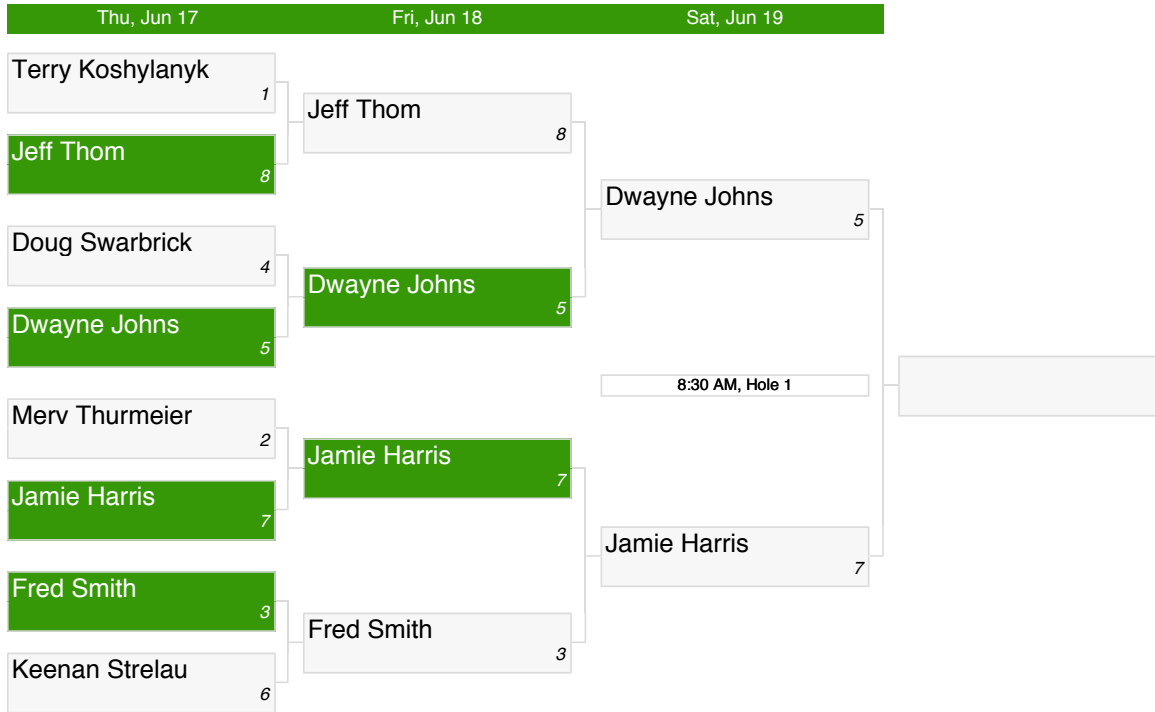 Thu, Jun 17 Fri, Jun 18 Sat, Jun 19
Terry Koshylanyk
1
Jeff Thom
8
Doug Swarbrick
4
Dwayne Johns
5
Merv Thurmeier
2
Jamie Harris
7
Fred Smith
3
Keenan Strelau
6
Jeff Thom
8
Dwayne Johns
5
Jamie Harris
7
Fred Smith
3
Dwayne Johns
5
8:30 AM, Hole 1
Jamie Harris
7